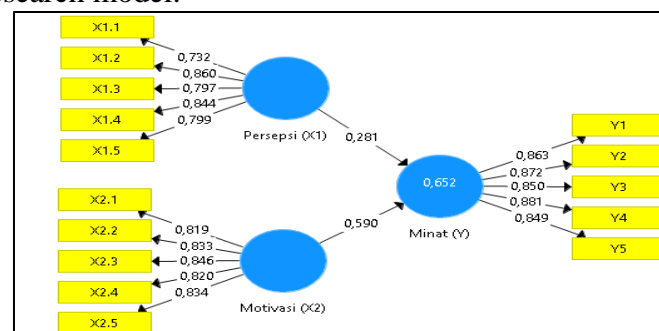 X1.1
X1.2
X1.3
X1.4
X1.5
0,732
0,860
0,797
0,844
0,799
Persepsi (X1)
0,281
X2.1
X2.2
X2.3
X2.4
X2.5
0,819
0,833
0,846
0,820
0,834
Motivasi (X2)
0,590
0,652
Minat (Y)
0,863
0,872
0,850
0,881
0,849
Y1
Y2
Y3
Y4
Y5